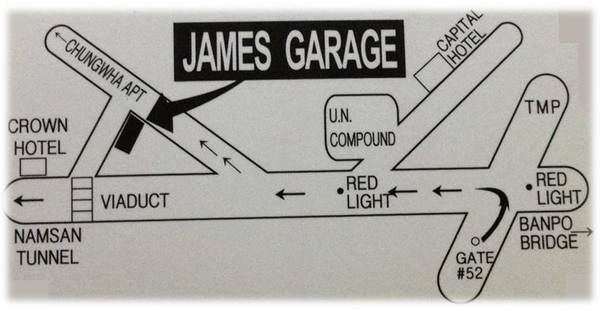 JAMES GARAGE
CHUNGWHA APT
CAPITAL
HOTEL
CROWN
HOTEL
U.N.
COMPOUND
TMP
VIADUCT
RED
LIGHT
RED
LIGHT
NAMSAN
TUNNEL
BANPO
BRIDGE
GATE
#52